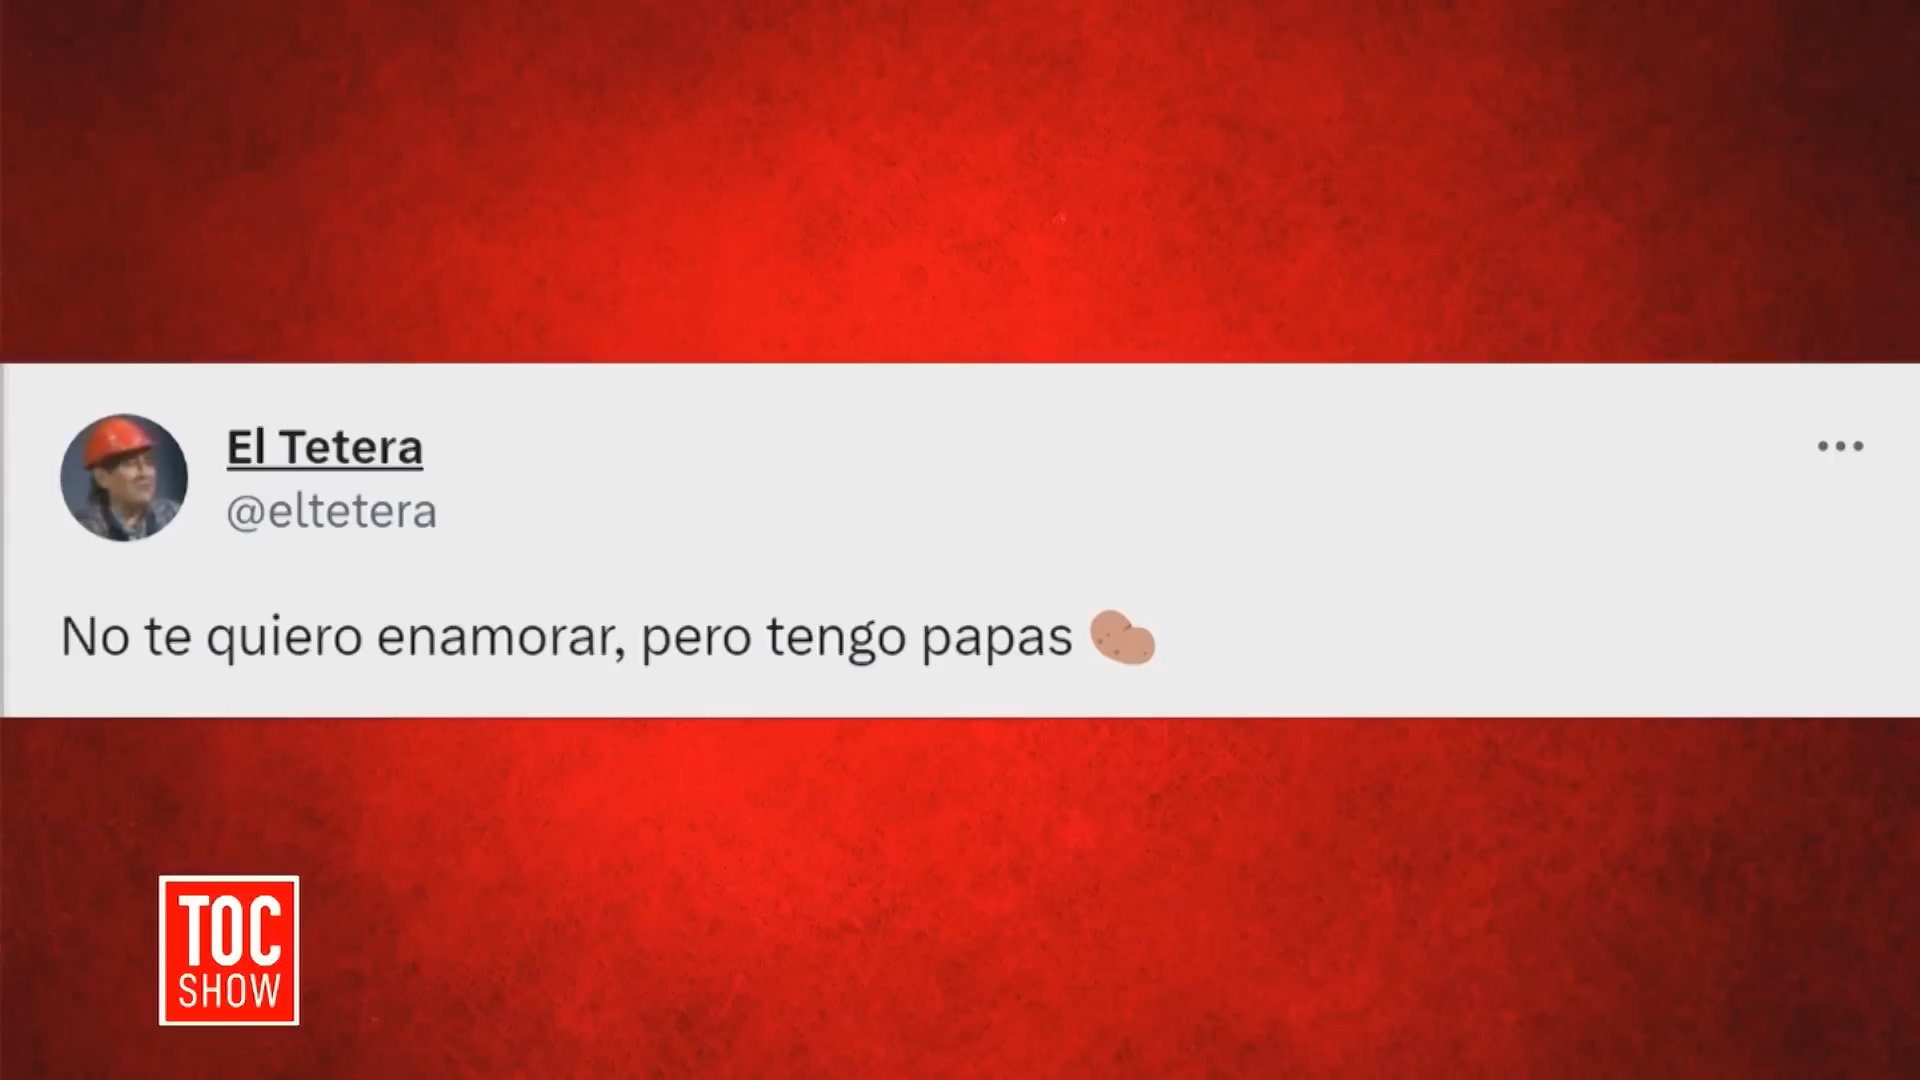 El Tetera
@eltetera
No te quiero enamorar, pero tengo papas 🥔
TOC
SHOW